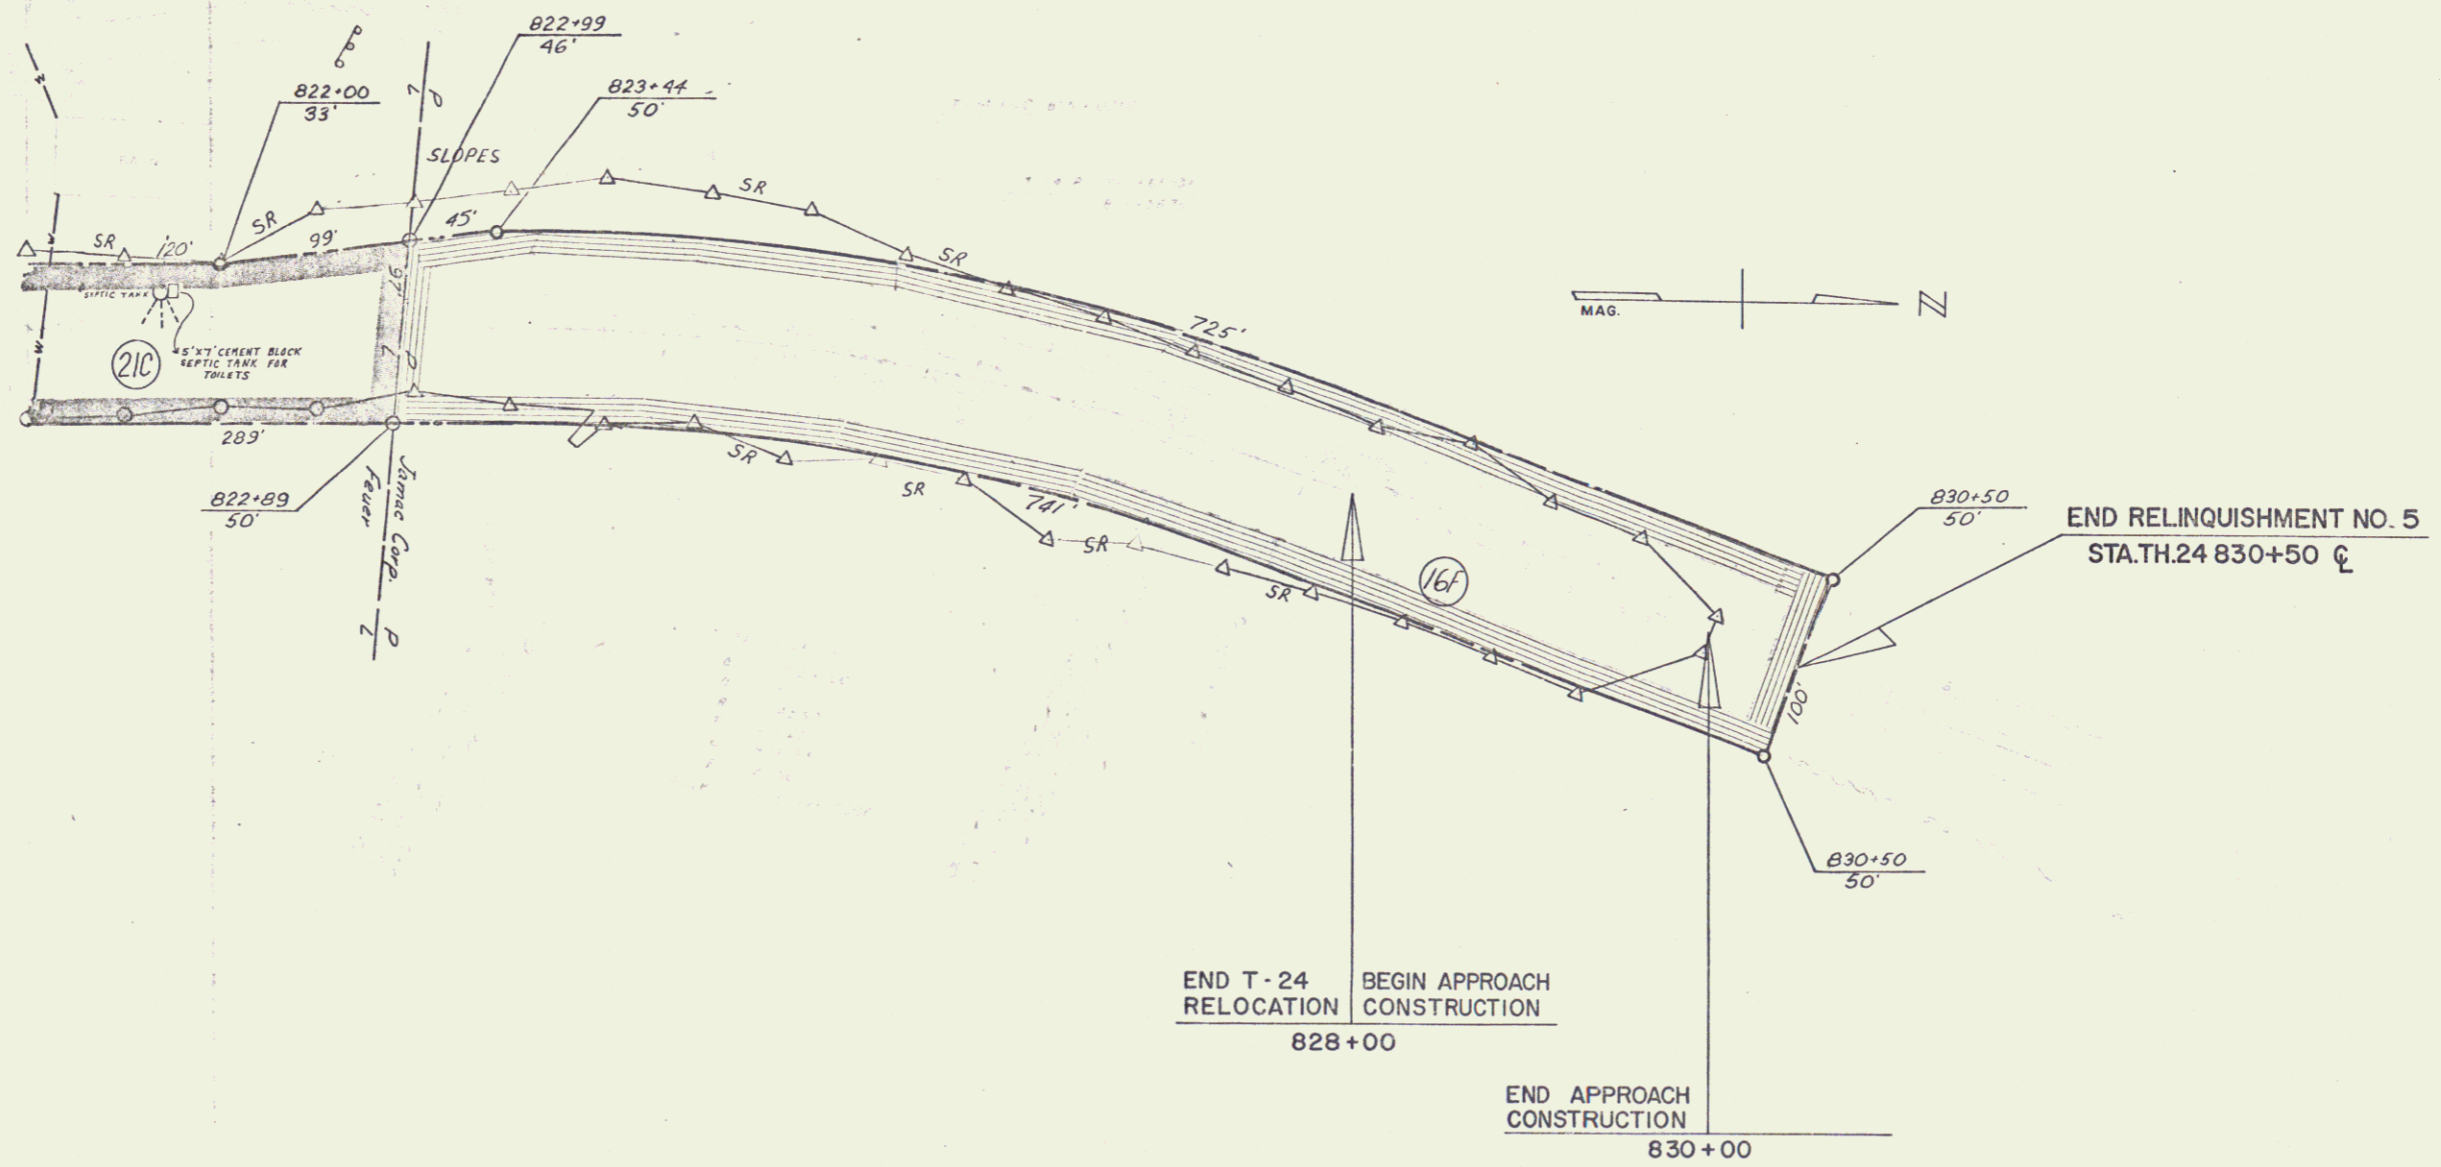 822+99
46'
822+00
33'
823+44
50'
P
L
SLOPES
SR
SR
SR
120'
99'
45'
SR
97'
SEPTIC TANK
5'X7' CEMENT BLOCK
SEPTIC TANK FOR
TOILETS
21C
P
L
W
W
725'
MAG.
N
289'
822+89
50'
Jamac Corp.
Feuer
P
L
SR
SR
741'
SR
SR
16F
830+50
50'
END RELINQUISHMENT NO. 5
STA.TH.24 830+50 ℄
100'
830+50
50'
END T-24
RELOCATION
BEGIN APPROACH
CONSTRUCTION
828+00
END APPROACH
CONSTRUCTION
830+00